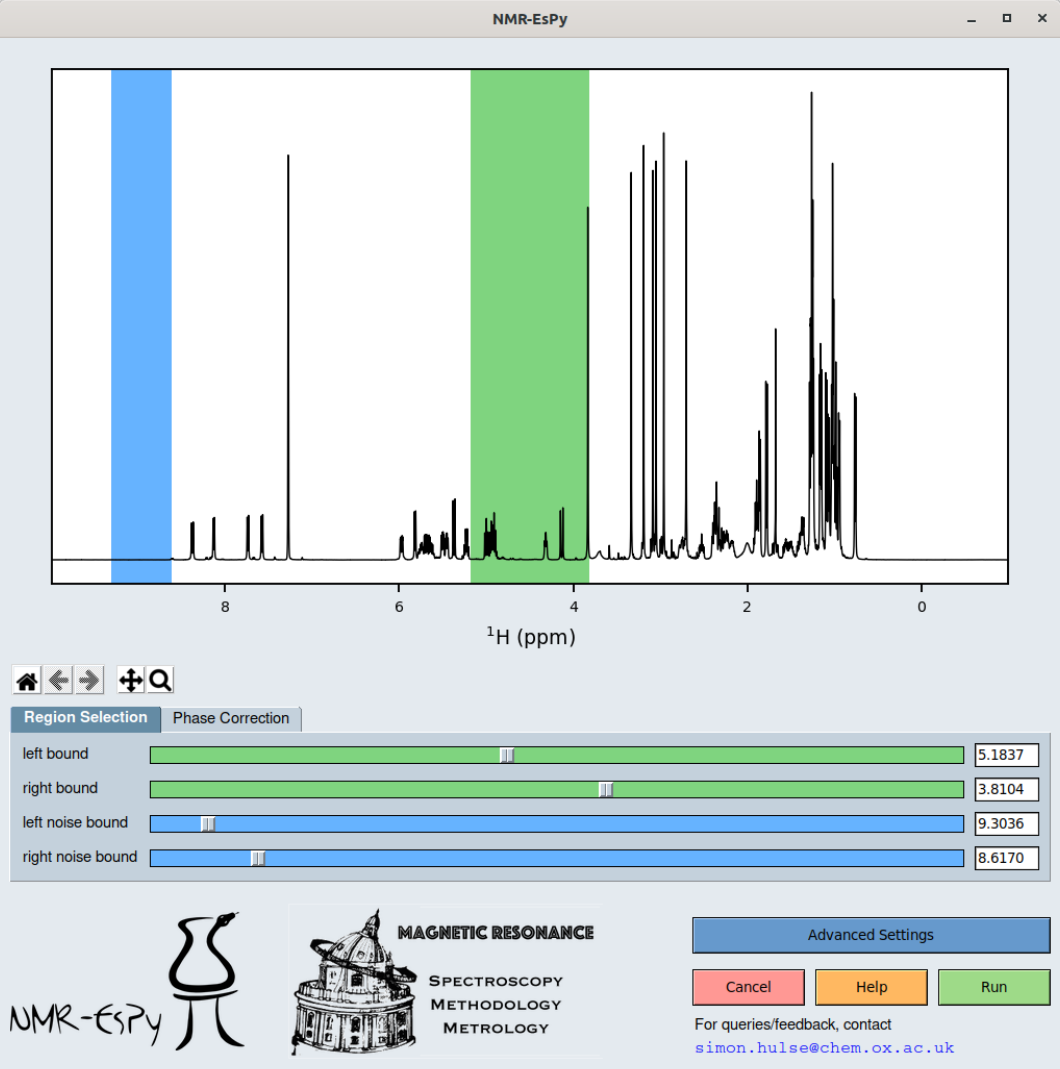 NMR-EsPy
8 6 4 2 0
¹H (ppm)
Region Selection Phase Correction
left bound 5.1837
right bound 3.8104
left noise bound 9.3036
right noise bound 8.6170
NMR-EsPy
MAGNETIC RESONANCE
SPECTROSCOPY
METHODOLOGY
METROLOGY
Advanced Settings
Cancel Help Run
For queries/feedback, contact
simon.hulse@chem.ox.ac.uk